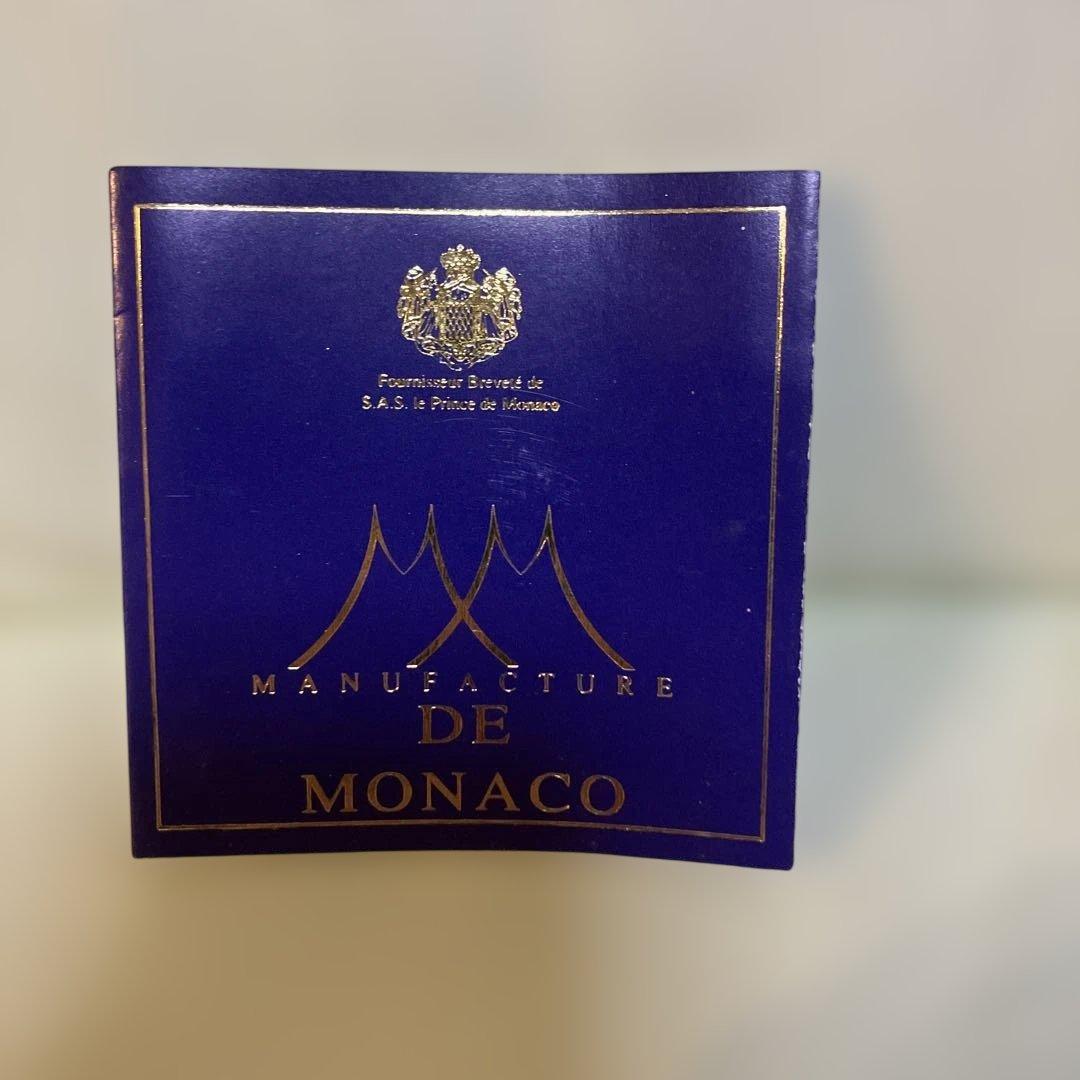 Fournisseur Breveté de
S.A.S. le Prince de Monaco
MANUFACTURE
DE
MONACO